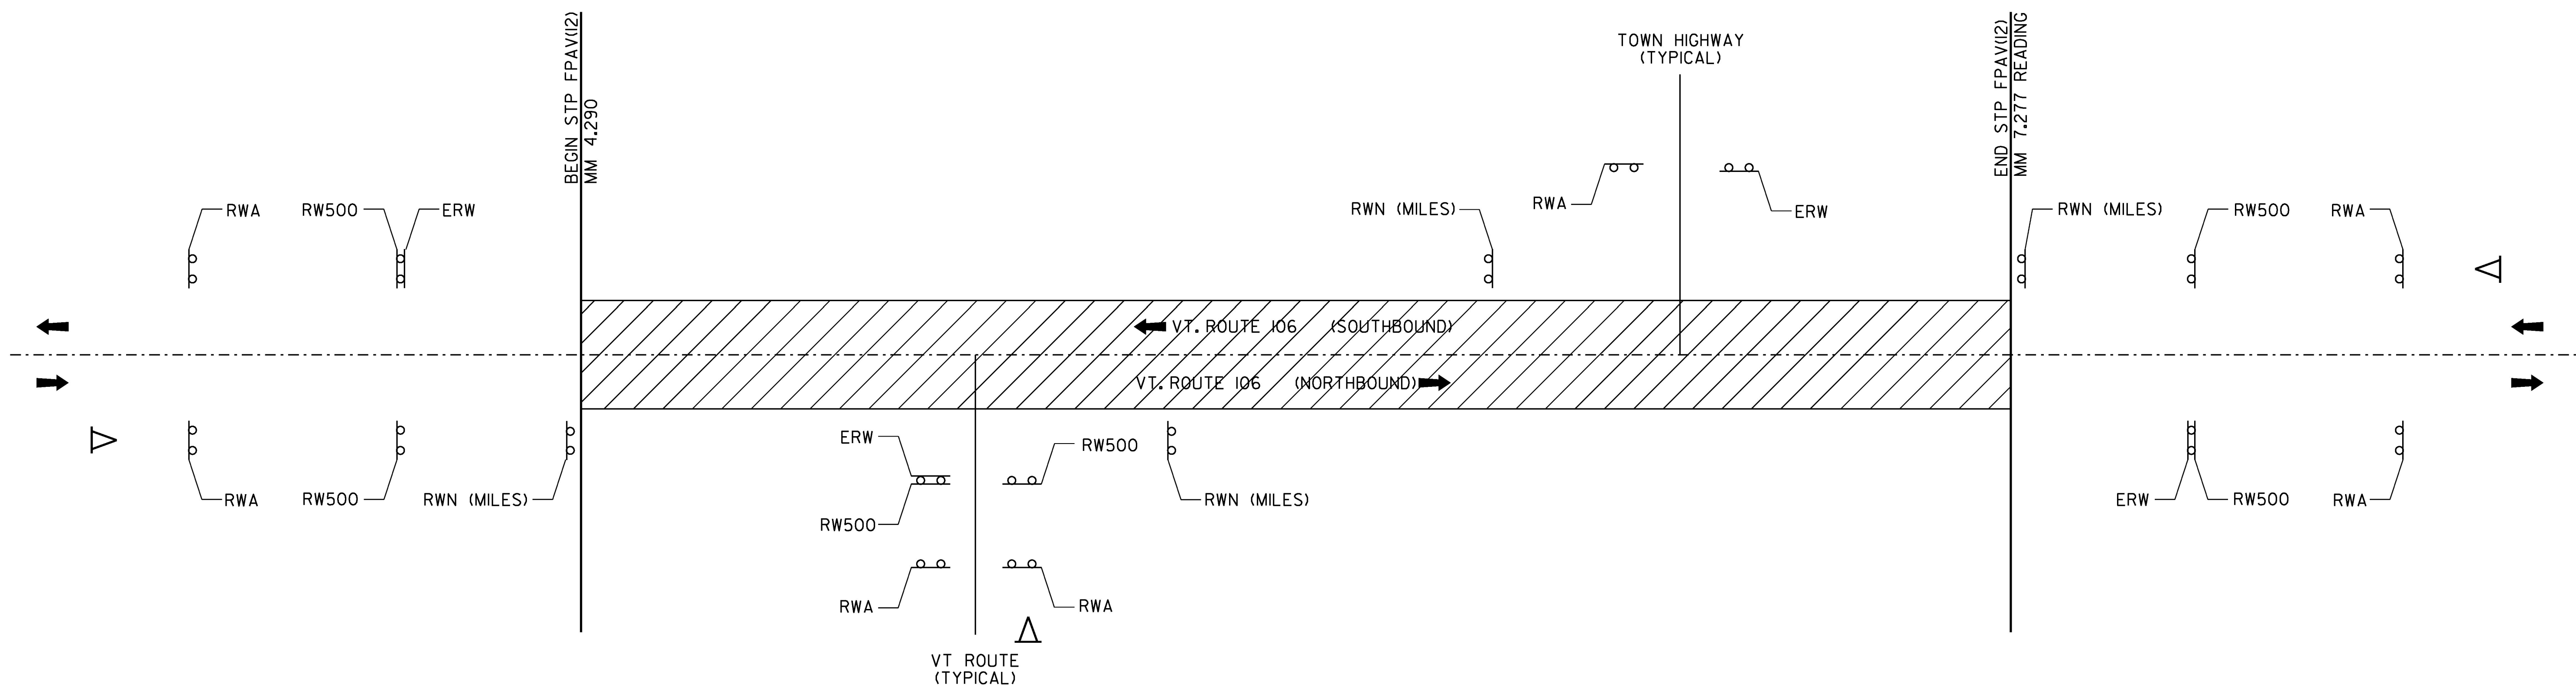 BEGIN STP FPAV(12)
MM 4.290
TOWN HIGHWAY
(TYPICAL)
END STP FPAV(12)
MM 7.277 READING
RWA
RW500
ERW
RWN (MILES)
RWA
ERW
RWN (MILES)
RW500
RWA
VT. ROUTE 106 (SOUTHBOUND)
VT. ROUTE 106 (NORTHBOUND)
RWA
RW500
RWN (MILES)
ERW
RW500
RW500
RWN (MILES)
RWA
RWA
ERW
RW500
RWA
VT ROUTE
(TYPICAL)